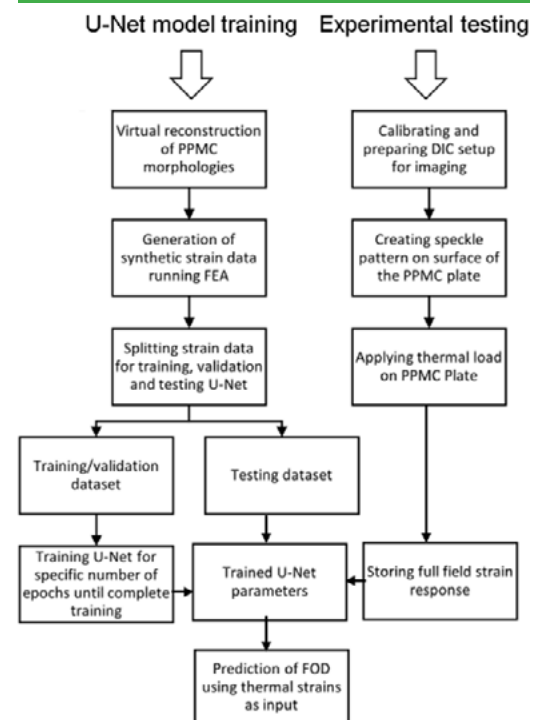 U-Net model training
Experimental testing
Virtual reconstruction
of PPMC
morphologies
Calibrating and
preparing DIC setup
for imaging
Generation of
synthetic strain data
running FEA
Creating speckle
pattern on surface of
the PPMC plate
Splitting strain data
for training, validation
and testing U-Net
Applying thermal load
on PPMC Plate
Training/validation
dataset
Testing dataset
Training U-Net for
specific number of
epochs until complete
training
Trained U-Net
parameters
Storing full field strain
response
Prediction of FOD
using thermal strains
as input